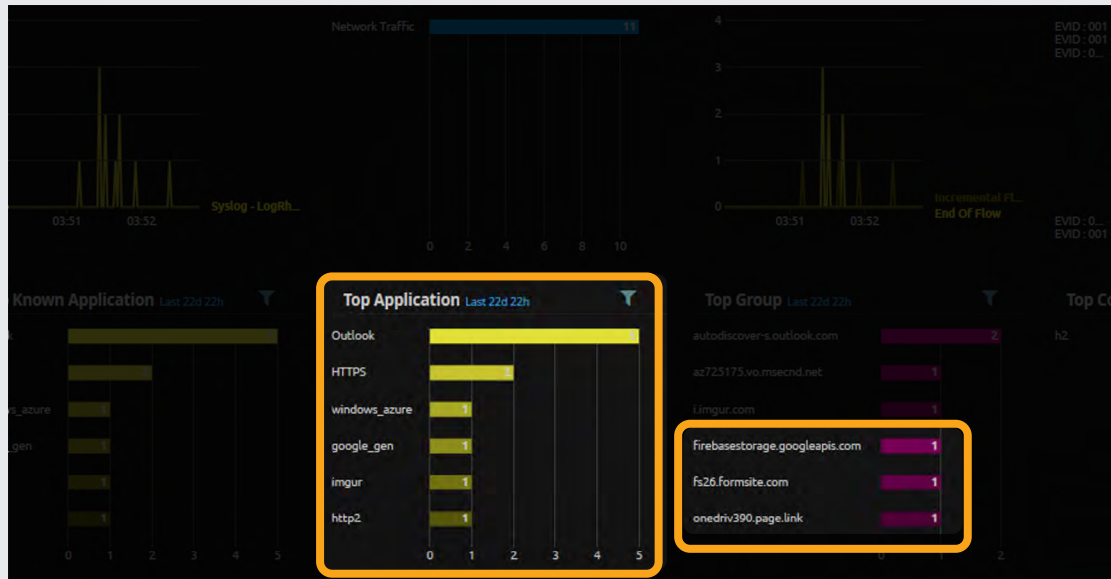 Network Traffic 11
0 2 4 6 8 10
03:51 03:52
Syslog - LogRh...
4
3
2
1
0
03:51 03:52
Incremental Fl...
End Of Flow
EVID : 001
EVID : 001
EVID : 0...
EVID : 0...
EVID : 001
Known Application Last 22d 22h
2
1
1
1
1
0 1 2 3 4 5
Top Application Last 22d 22h
Outlook
HTTPS
windows_azure 1
google_gen 1
imgur 1
http2 1
0 1 2 3 4 5
Top Group Last 22d 22h
autodiscover-s.outlook.com 2
az725175.vo.msecnd.net 1
i.imgur.com 1
firebasestorage.googleapis.com 1
fs26.formsite.com 1
onedriv390.page.link 1
0 1 2
Top Co
h2